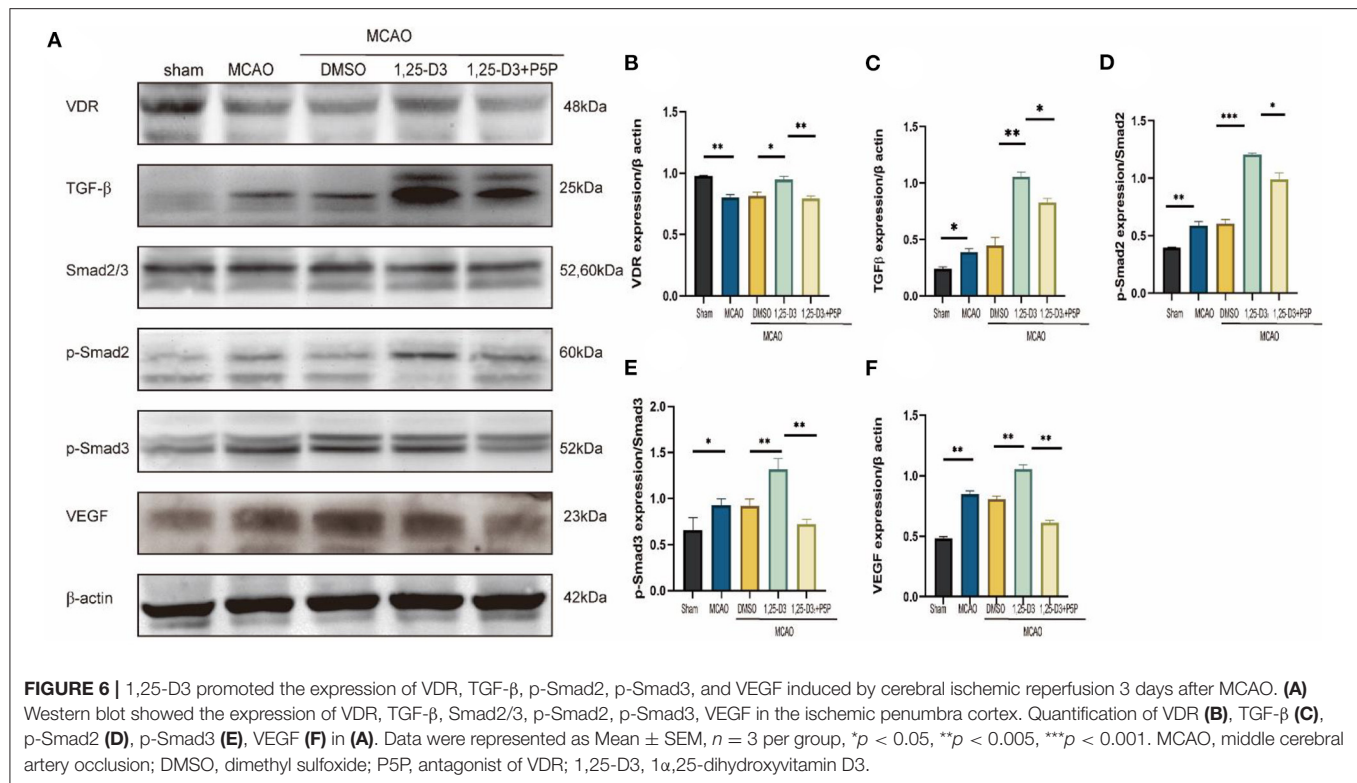 A
MCAO
sham MCAO DMSO 1,25-D3 1,25-D3+P5P
VDR 48kDa
TGF-β 25kDa
Smad2/3 52,60kDa
p-Smad2 60kDa
p-Smad3 52kDa
VEGF 23kDa
β-actin 42kDa
B
VDR expression/β actin
1.5
1.0
0.5
0.0
** * **
Sham MCAO DMSO 1,25-D3 1,25-D3+P5P
MCAO
C
TGFβ expression/β actin
1.5
1.0
0.5
0.0
* ** *
Sham MCAO DMSO 1,25-D3 1,25-D3+P5P
MCAO
D
p-Smad2 expression/Smad2
1.5
1.0
0.5
0.0
** *** *
Sham MCAO DMSO 1,25-D3 1,25-D3+P5P
MCAO
E
p-Smad3 expression/Smad3
2.0
1.5
1.0
0.5
0.0
* ** **
Sham MCAO DMSO 1,25-D3 1,25-D3+P5P
MCAO
F
VEGF expression/β actin
1.5
1.0
0.5
0.0
** ** **
Sham MCAO DMSO 1,25-D3 1,25-D3+P5P
MCAO
FIGURE 6 | 1,25-D3 promoted the expression of VDR, TGF-β, p-Smad2, p-Smad3, and VEGF induced by cerebral ischemic reperfusion 3 days after MCAO. (A)
Western blot showed the expression of VDR, TGF-β, Smad2/3, p-Smad2, p-Smad3, VEGF in the ischemic penumbra cortex. Quantification of VDR (B), TGF-β (C),
p-Smad2 (D), p-Smad3 (E), VEGF (F) in (A). Data were represented as Mean ± SEM, n = 3 per group, *p < 0.05, **p < 0.005, ***p < 0.001. MCAO, middle cerebral
artery occlusion; DMSO, dimethyl sulfoxide; P5P, antagonist of VDR; 1,25-D3, 1α,25-dihydroxyvitamin D3.